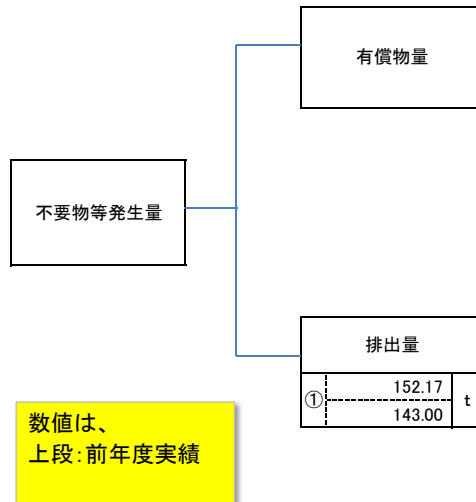 有償物量
不要物等発生量
排出量
① 152.17 t
143.00
数値は、
上段:前年度実績